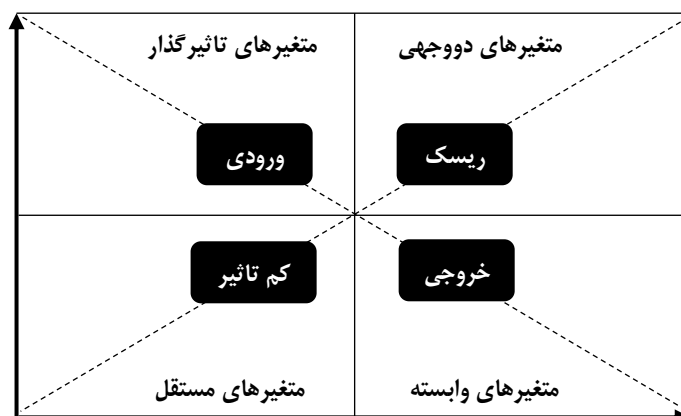 متغیرهای دووجهی
متغیرهای تاثیرگذار
ریسک
ورودی
خروجی
کم تاثیر
متغیرهای وابسته
متغیرهای مستقل